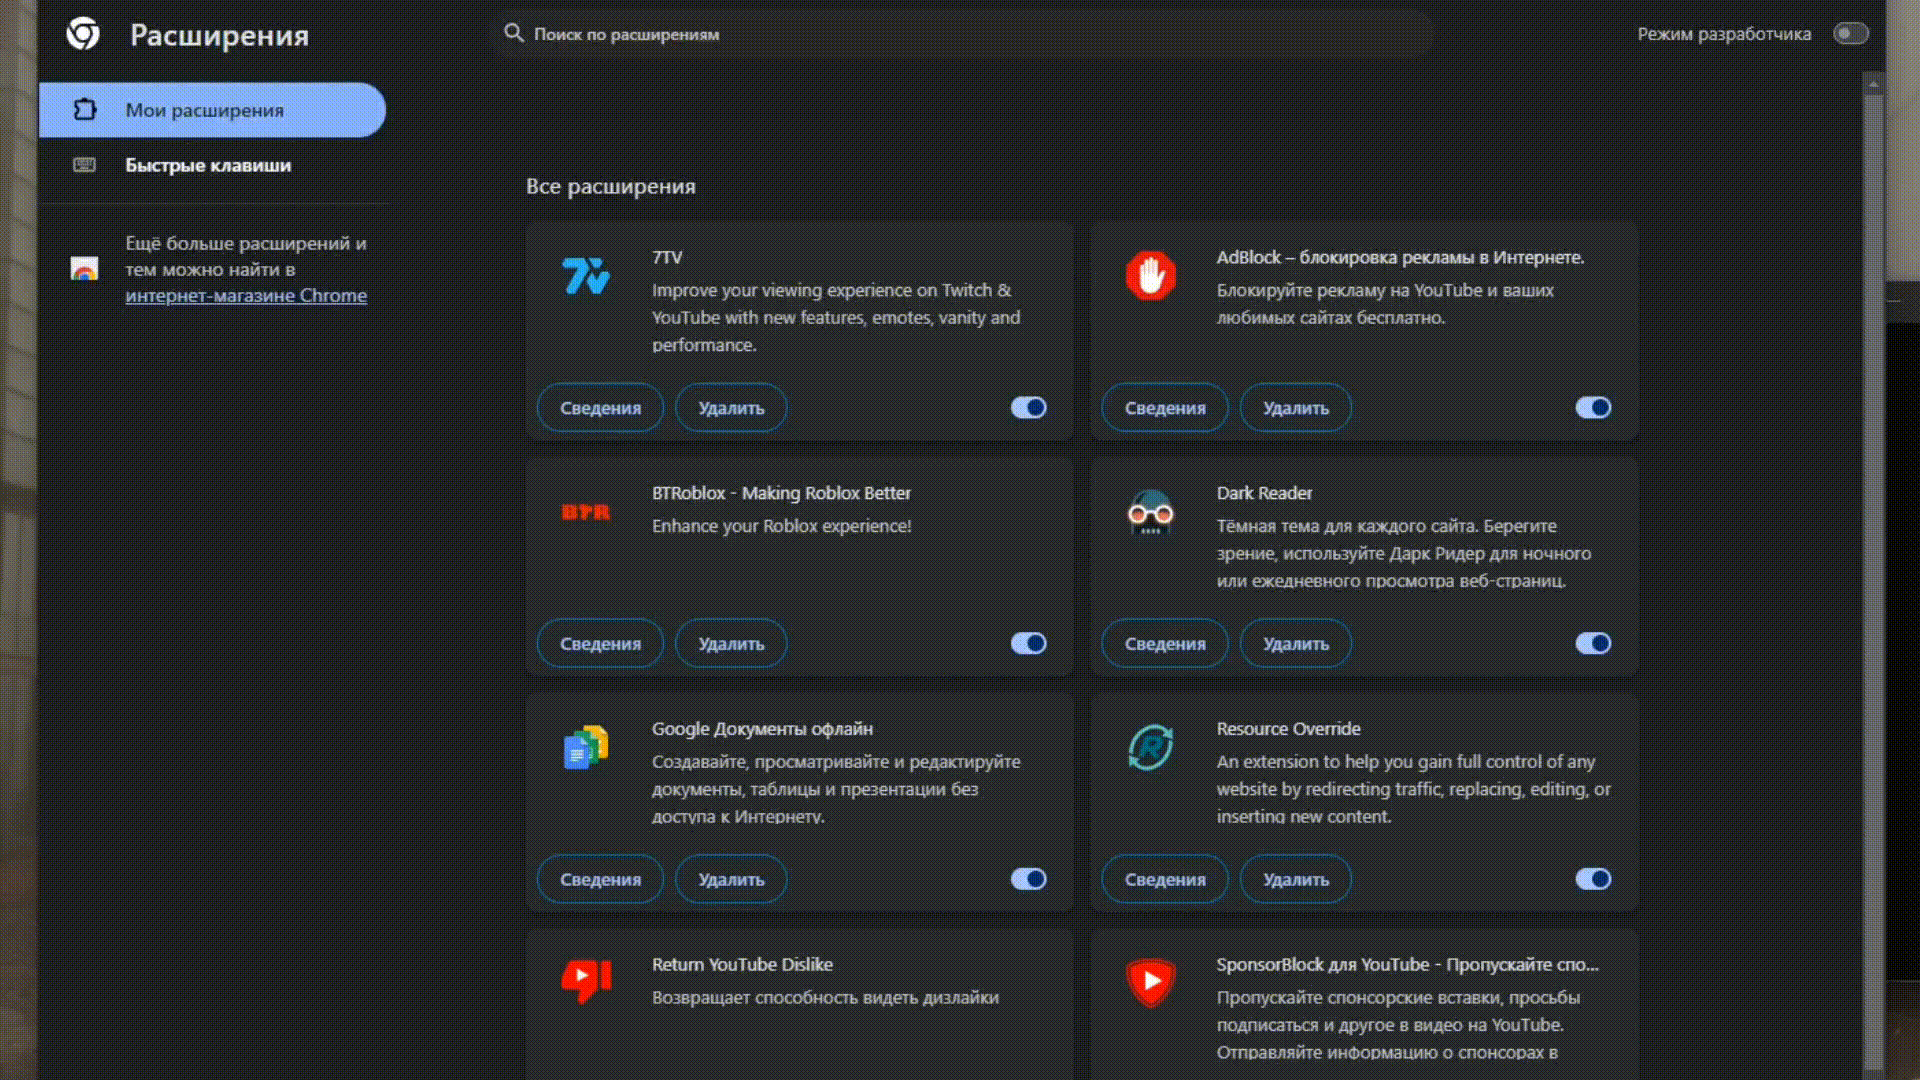 Расширения
Поиск по расширениям
Режим разработчика
Мои расширения
Быстрые клавиши
Ещё больше расширений и
тем можно найти в
интернет-магазине Chrome
Все расширения
7TV
Improve your viewing experience on Twitch &
YouTube with new features, emotes, vanity and
performance.
Сведения
Удалить
AdBlock – блокировка рекламы в Интернете.
Блокируйте рекламу на YouTube и ваших
любимых сайтах бесплатно.
Сведения
Удалить
BTR
BTRoblox - Making Roblox Better
Enhance your Roblox experience!
Сведения
Удалить
Dark Reader
Тёмная тема для каждого сайта. Берегите
зрение, используйте Дарк Ридер для ночного
или ежедневного просмотра веб-страниц.
Сведения
Удалить
Google Документы офлайн
Создавайте, просматривайте и редактируйте
документы, таблицы и презентации без
доступа к Интернету.
Сведения
Удалить
R
Resource Override
An extension to help you gain full control of any
website by redirecting traffic, replacing, editing, or
inserting new content.
Сведения
Удалить
Return YouTube Dislike
Возвращает способность видеть дизлайки
SponsorBlock для YouTube - Пропускайте спо...
Пропускайте спонсорские вставки, просьбы
подписаться и другое в видео на YouTube.
Отправляйте информацию о спонсорах в